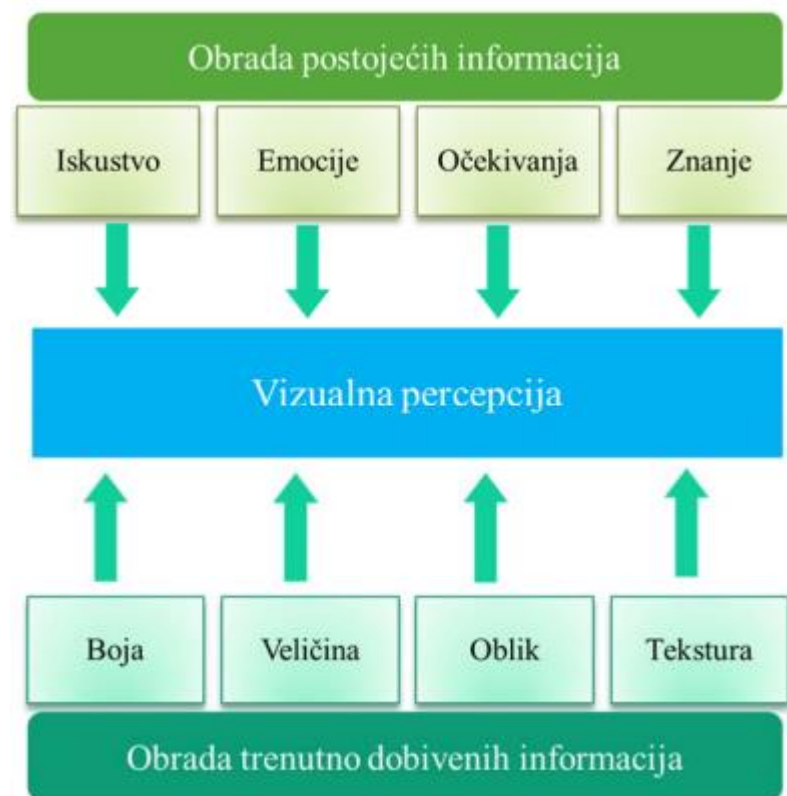 Obrada postojećih informacija
Iskustvo
Emocije
Očekivanja
Znanje
Vizualna percepcija
Boja
Veličina
Oblik
Tekstura
Obrada trenutno dobivenih informacija